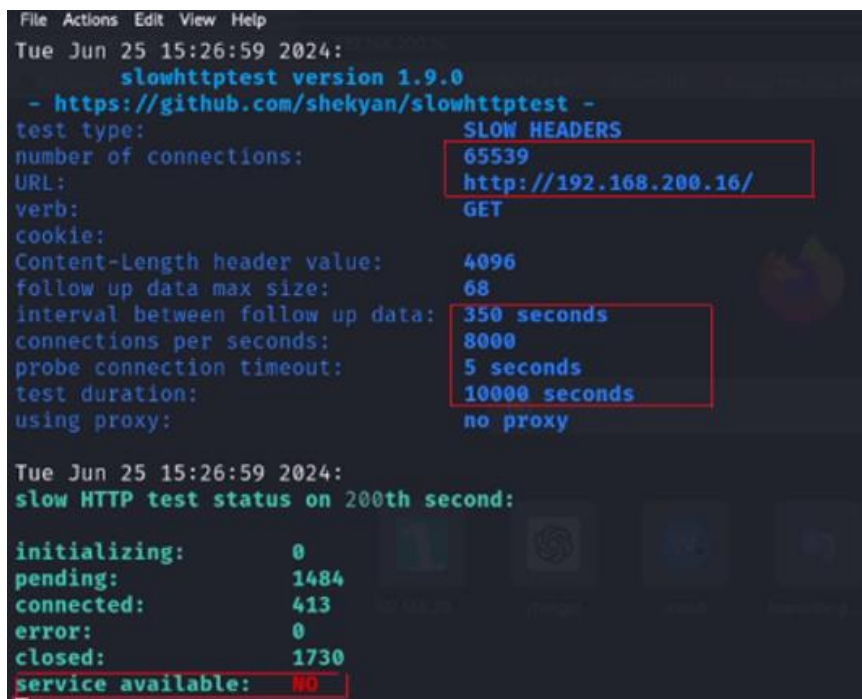 File Actions Edit View Help
Tue Jun 25 15:26:59 2024:
slowhttptest version 1.9.0
- https://github.com/shekyan/slowhttptest -
test type: SLOW HEADERS
number of connections: 65539
URL: http://192.168.200.16/
verb: GET
cookie:
Content-Length header value: 4096
follow up data max size: 68
interval between follow up data: 350 seconds
connections per seconds: 8000
probe connection timeout: 5 seconds
test duration: 10000 seconds
using proxy: no proxy
Tue Jun 25 15:26:59 2024:
slow HTTP test status on 200th second:
initializing: 0
pending: 1484
connected: 413
error: 0
closed: 1730
service available: NO